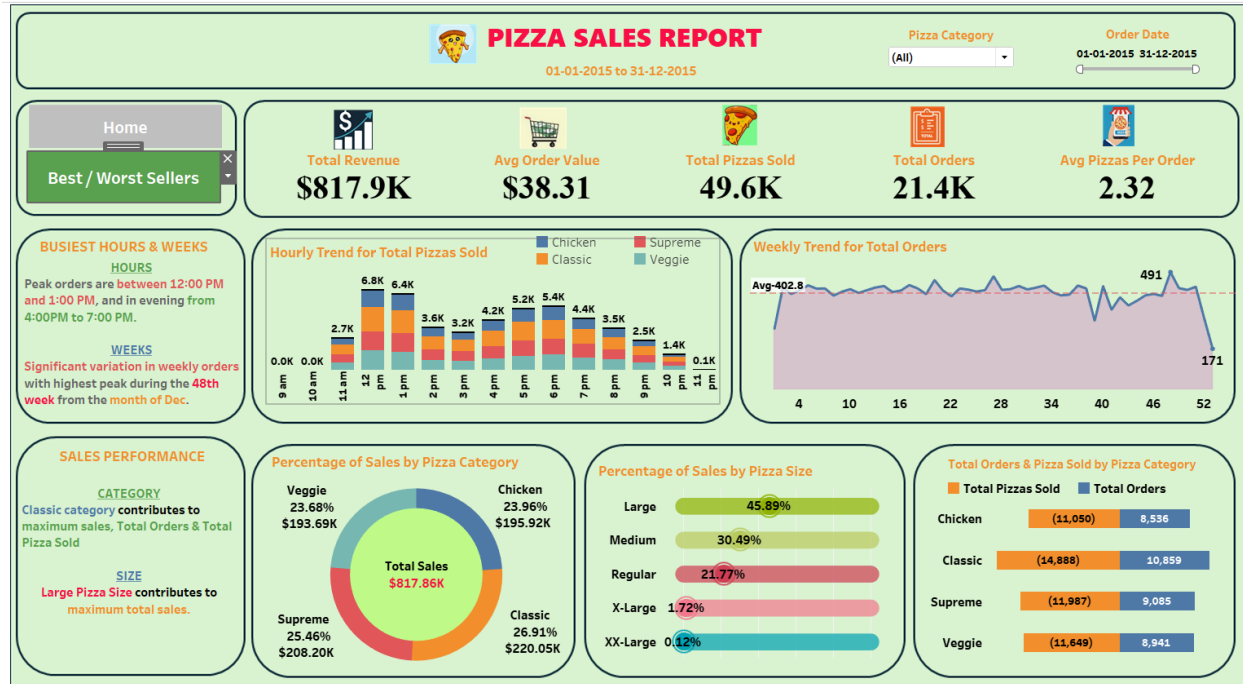 PIZZA SALES REPORT
01-01-2015 to 31-12-2015
Pizza Category
(All)
Order Date
01-01-2015 31-12-2015
Home
Best / Worst Sellers
$
Total Revenue
$817.9K
Avg Order Value
$38.31
Total Pizzas Sold
49.6K
Total Orders
21.4K
Avg Pizzas Per Order
2.32
BUSIEST HOURS & WEEKS
HOURS
Peak orders are between 12:00 PM
and 1:00 PM, and in evening from
4:00PM to 7:00 PM.
WEEKS
Significant variation in weekly orders
with highest peak during the 48th
week from the month of Dec.
Hourly Trend for Total Pizzas Sold
Chicken
Supreme
Classic
Veggie
0.0K
0.0K
2.7K
6.8K
6.4K
3.6K
3.2K
4.2K
5.2K
5.4K
4.4K
3.5K
2.5K
1.4K
0.1K
9 am
10 am
11 am
12 pm
1 pm
2 pm
3 pm
4 pm
5 pm
6 pm
7 pm
8 pm
9 pm
10 pm
11 pm
Weekly Trend for Total Orders
Avg-402.8
491
171
4 10 16 22 28 34 40 46 52
SALES PERFORMANCE
CATEGORY
Classic category contributes to
maximum sales, Total Orders & Total
Pizza Sold
SIZE
Large Pizza Size contributes to
maximum total sales.
Percentage of Sales by Pizza Category
Veggie
23.68%
$193.69K
Chicken
23.96%
$195.92K
Total Sales
$817.86K
Supreme
25.46%
$208.20K
Classic
26.91%
$220.05K
Percentage of Sales by Pizza Size
Large 45.89%
Medium 30.49%
Regular 21.77%
X-Large 1.72%
XX-Large 0.12%
Total Orders & Pizza Sold by Pizza Category
Total Pizzas Sold Total Orders
Chicken (11,050) 8,536
Classic (14,888) 10,859
Supreme (11,987) 9,085
Veggie (11,649) 8,941